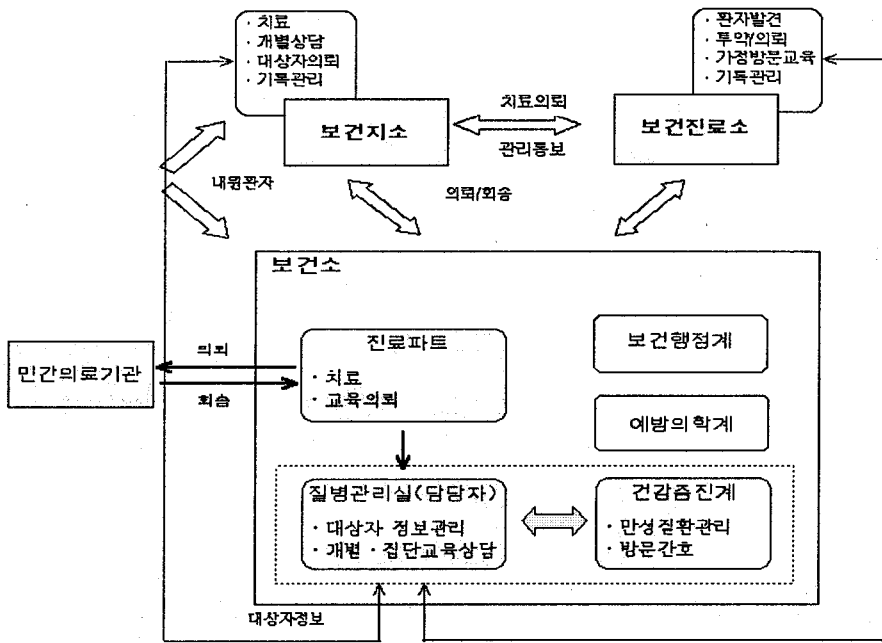 · 치료
· 개별상담
· 대상자의뢰
· 기록관리
보건지소
· 환자발견
· 투약/의뢰
· 가정방문교육
· 기록관리
보건진료소
치료의뢰
관리통보
내원환자
의뢰/회송
보건소
민간의료기관
의뢰
회송
진료파트
· 치료
· 교육의뢰
보건행정계
예방의학계
질병관리실(담당자)
· 대상자 정보관리
· 개별 · 집단교육상담
건강증진계
· 만성질환관리
· 방문간호
대상자정보